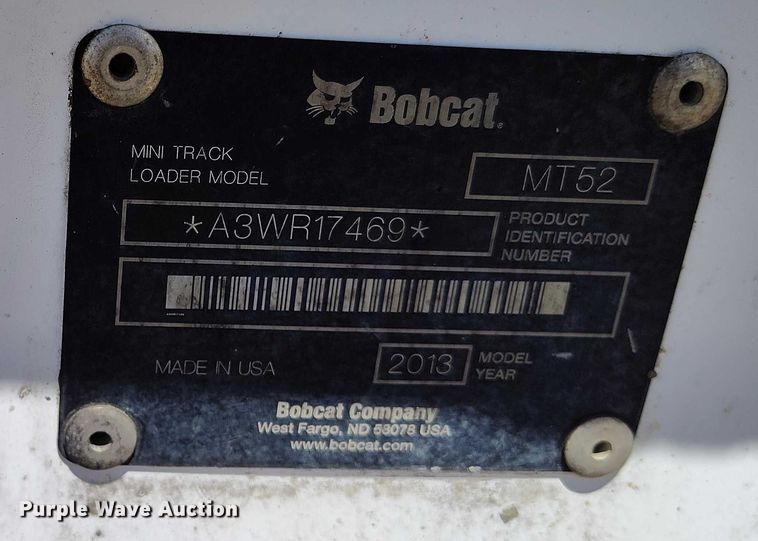 Bobcat.
MINI TRACK
LOADER MODEL
MT52
*A3WR17469*
PRODUCT
IDENTIFICATION
NUMBER
MADE IN USA
2013
MODEL
YEAR
Bobcat Company
West Fargo, ND 58078 USA
www.bobcat.com
Purple Wave Auction